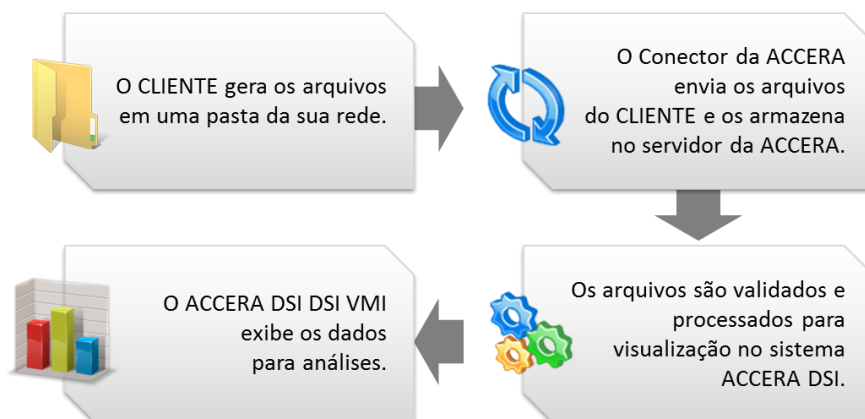 O CLIENTE gera os arquivos
em uma pasta da sua rede.
O Conector da ACCERA
envia os arquivos
do CLIENTE e os armazena
no servidor da ACCERA.
Os arquivos são validados e
processados para
visualização no sistema
ACCERA DSI.
O ACCERA DSI DSI VMI
exibe os dados
para análises.